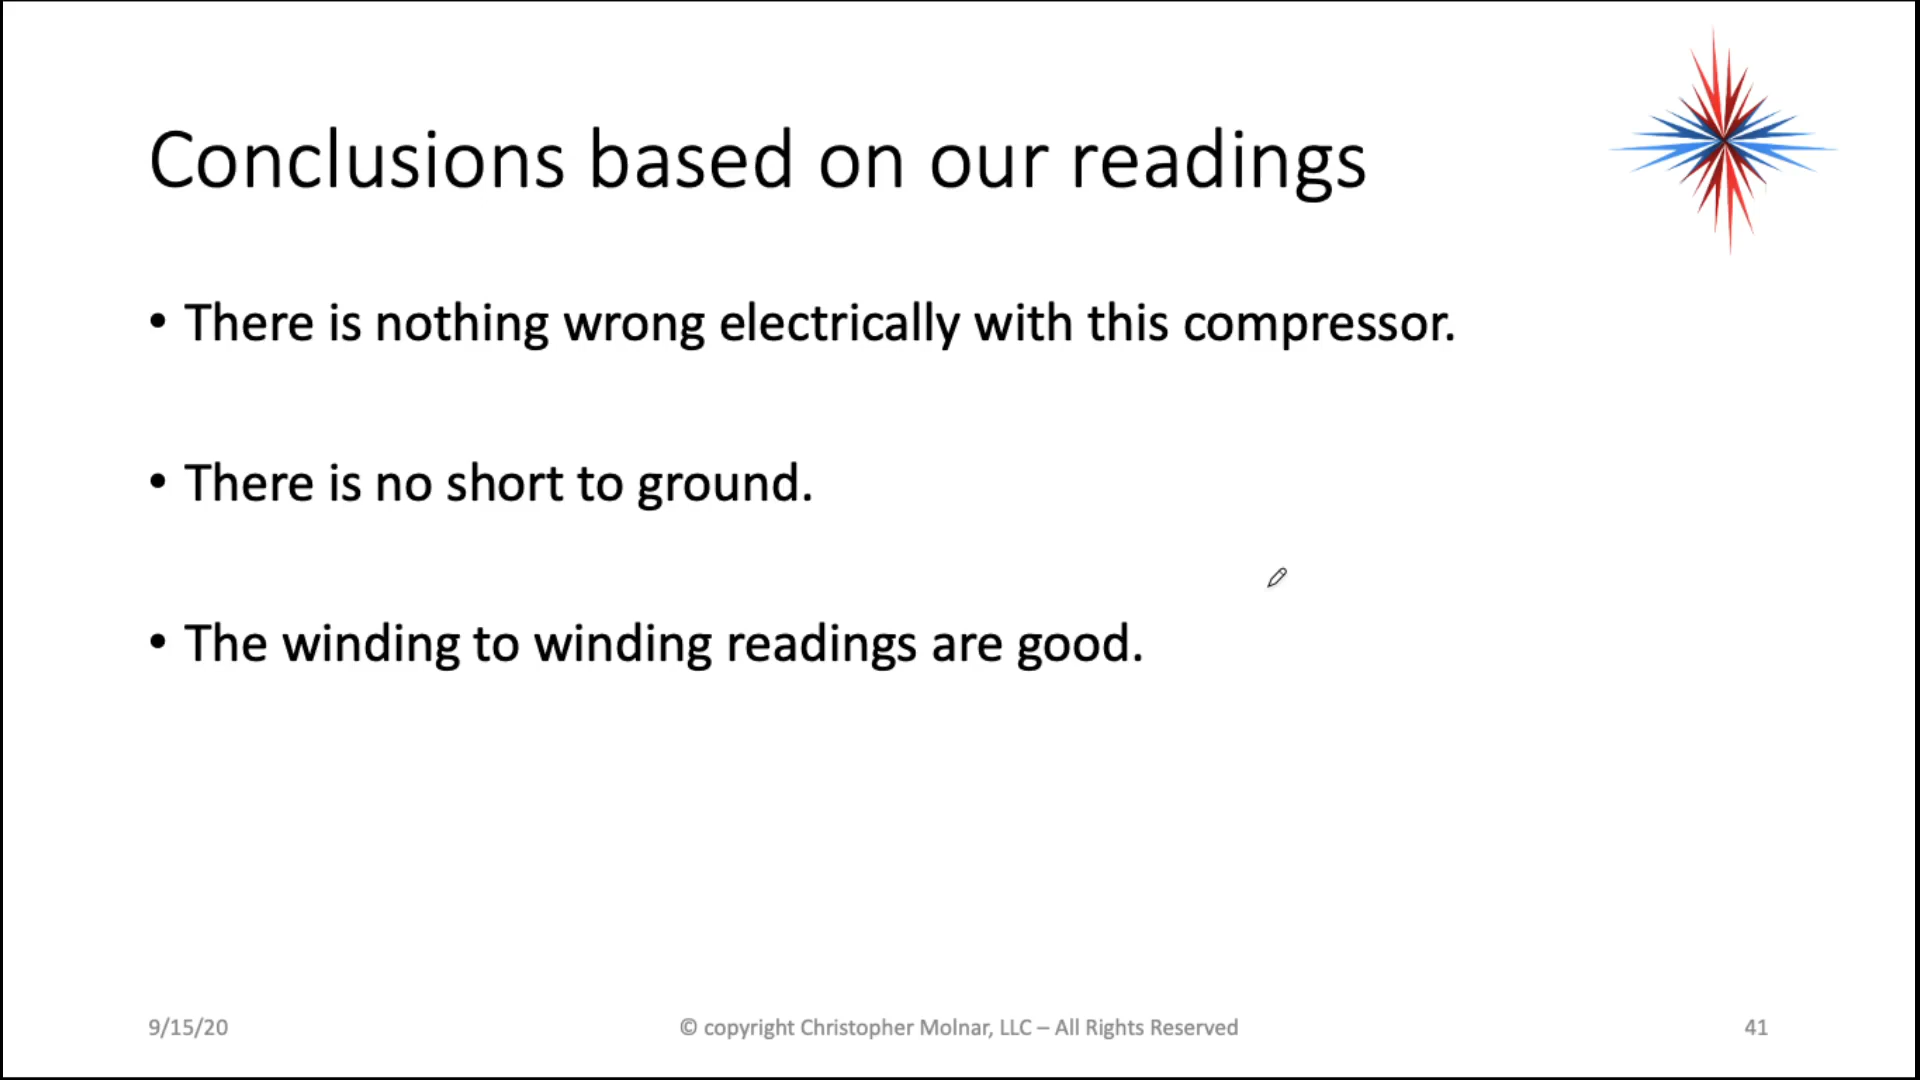 Conclusions based on our readings
• There is nothing wrong electrically with this compressor.
• There is no short to ground.
• The winding to winding readings are good.
9/15/20
© copyright Christopher Molnar, LLC – All Rights Reserved
41